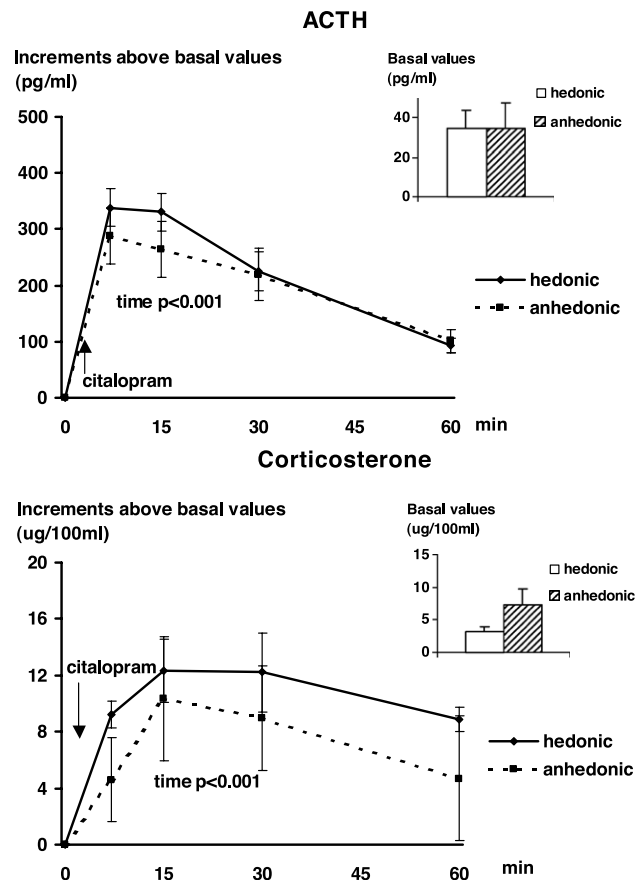 ACTH
Increments above basal values
(pg/ml)
Basal values
(pg/ml)
hedonic
anhedonic
40
20
0
500
400
300
200
100
0
time p<0.001
citalopram
hedonic
anhedonic
0 15 30 45 60 min
Corticosterone
Increments above basal values
(ug/100ml)
Basal values
(ug/100ml)
15
10
5
0
hedonic
anhedonic
20
16
12
8
4
0
citalopram
time p<0.001
hedonic
anhedonic
0 15 30 45 60 min